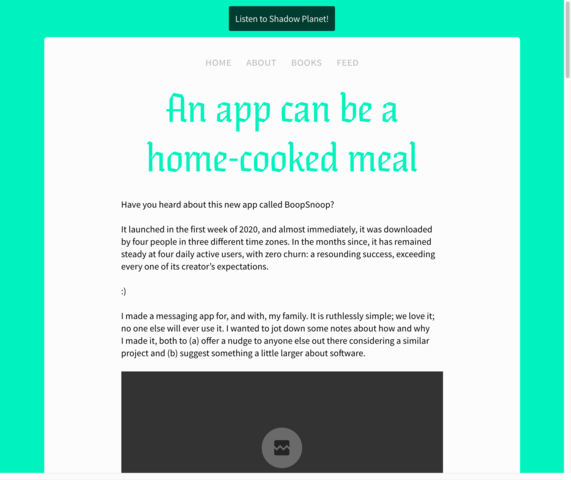 Listen to Shadow Planet!
HOME ABOUT BOOKS FEED
An app can be a
home-cooked meal
Have you heard about this new app called BoopSnoop?
It launched in the first week of 2020, and almost immediately, it was downloaded
by four people in three different time zones. In the months since, it has remained
steady at four daily active users, with zero churn: a resounding success, exceeding
every one of its creator’s expectations.
:)
I made a messaging app for, and with, my family. It is ruthlessly simple; we love it;
no one else will ever use it. I wanted to jot down some notes about how and why
I made it, both to (a) offer a nudge to anyone else out there considering a similar
project and (b) suggest something a little larger about software.